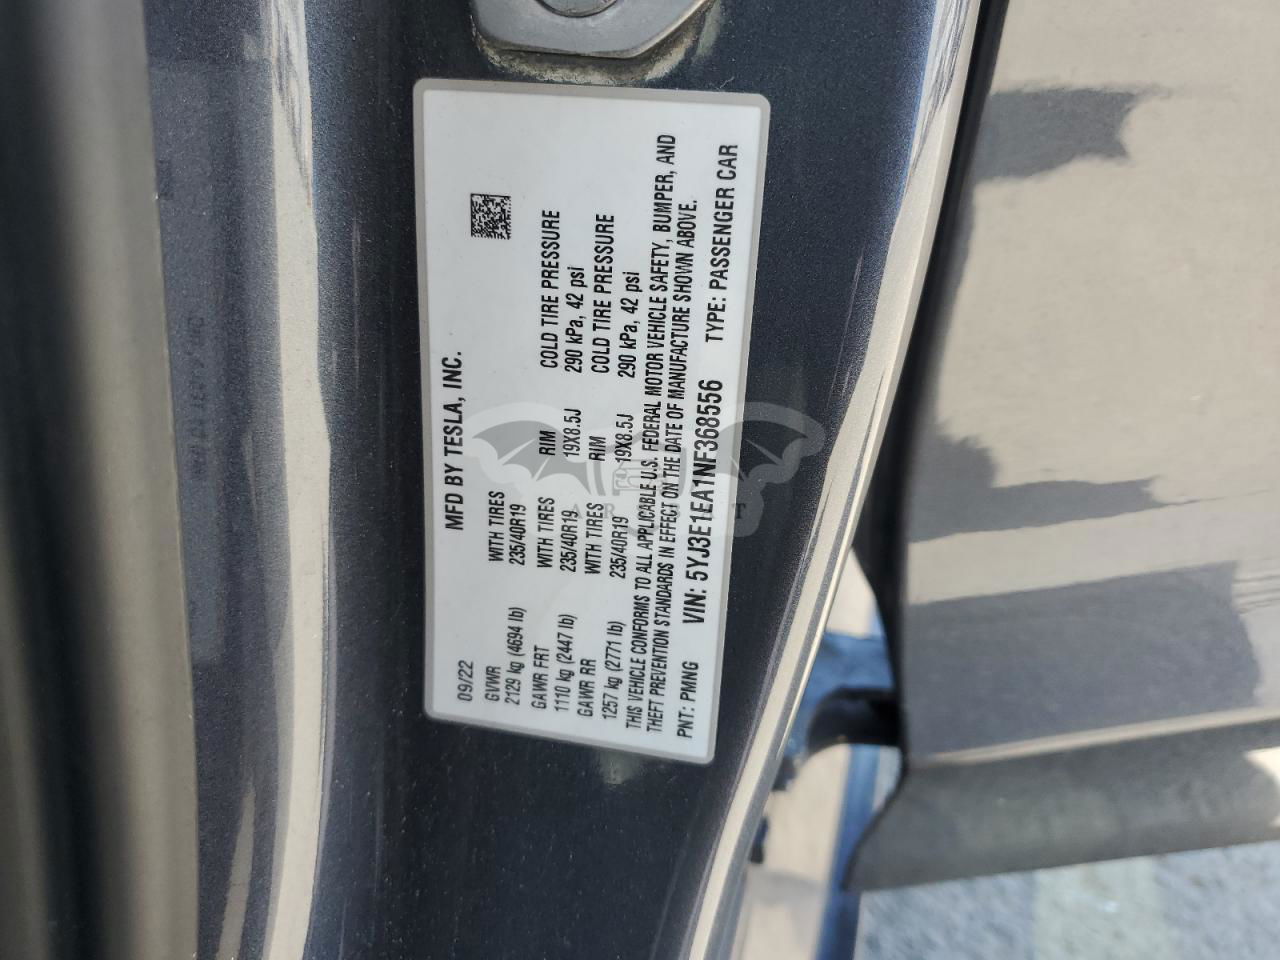 MFD BY TESLA, INC.
09/22
GVWR WITH TIRES
2129 kg (4694 lb) 235/40R19
GAWR FRT WITH TIRES RIM COLD TIRE PRESSURE
1110 kg (2447 lb) 235/40R19 19X8.5J 290 kPa, 42 psi
GAWR RR WITH TIRES RIM COLD TIRE PRESSURE
1257 kg (2771 lb) 235/40R19 19X8.5J 290 kPa, 42 psi
THIS VEHICLE CONFORMS TO ALL APPLICABLE U.S. FEDERAL MOTOR VEHICLE SAFETY, BUMPER, AND
THEFT PREVENTION STANDARDS IN EFFECT ON THE DATE OF MANUFACTURE SHOWN ABOVE.
PNT: PMNG VIN: 5YJ3E1EA1NF368556 TYPE: PASSENGER CAR